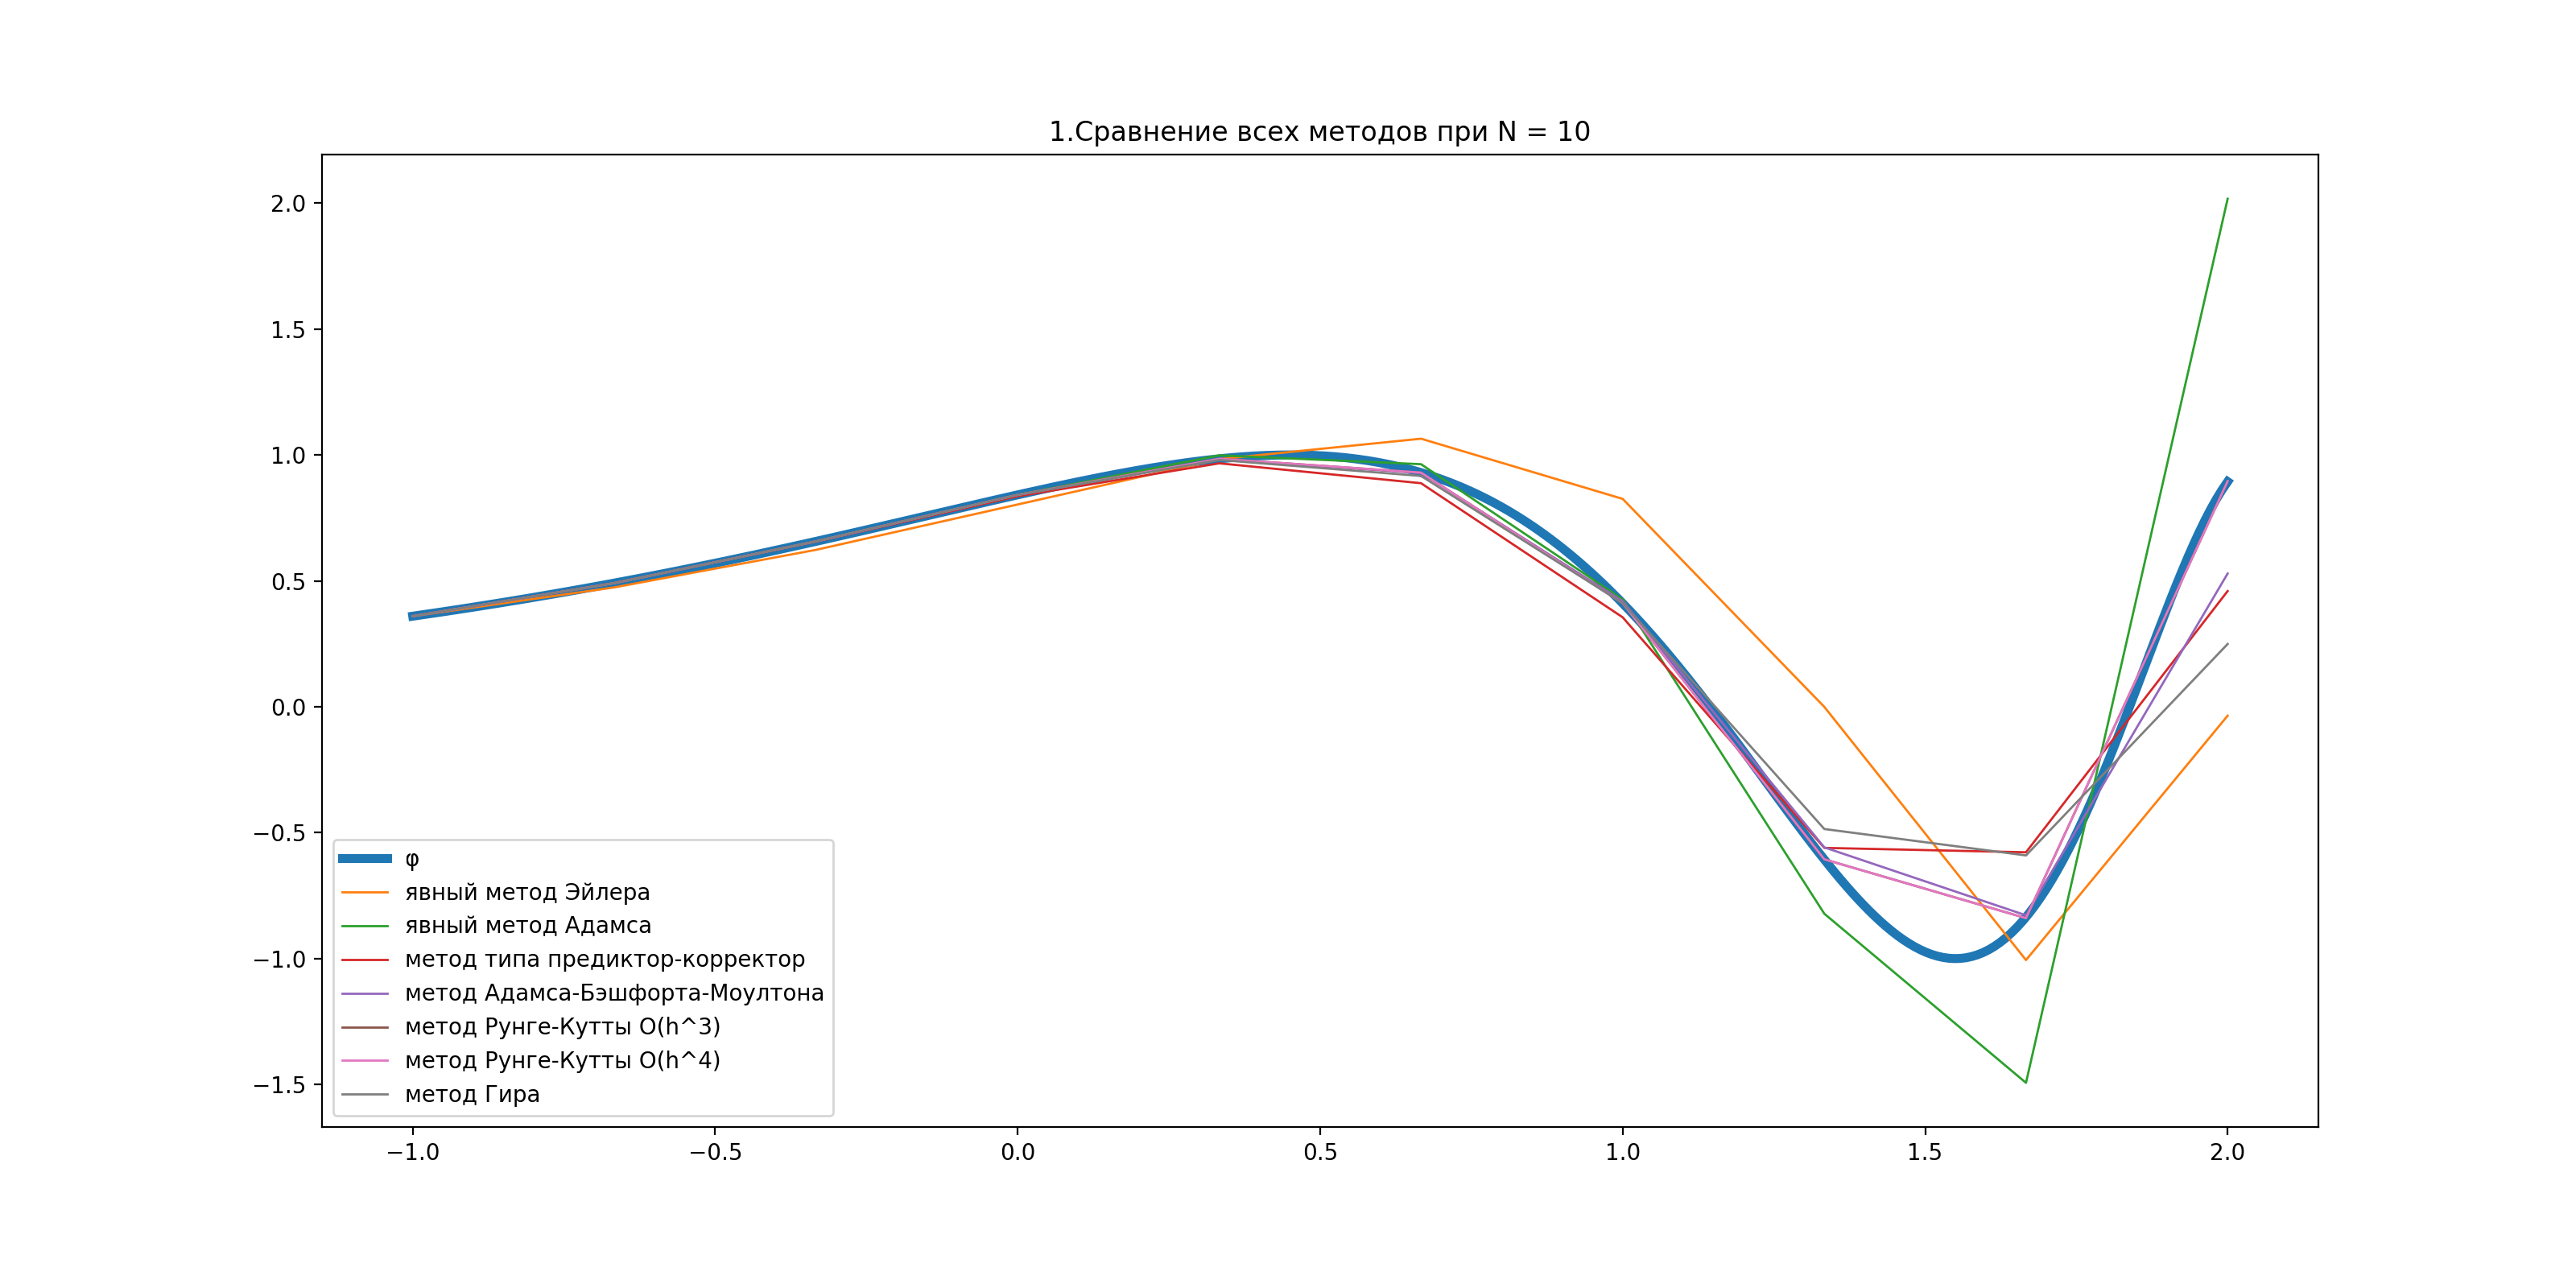 1.Сравнение всех методов при N = 10
2.0
1.5
1.0
0.5
0.0
−0.5
−1.0
−1.5
φ
явный метод Эйлера
явный метод Адамса
метод типа предиктор-корректор
метод Адамса-Бэшфорта-Моултона
метод Рунге-Кутты O(h^3)
метод Рунге-Кутты O(h^4)
метод Гира
−1.0 −0.5 0.0 0.5 1.0 1.5 2.0